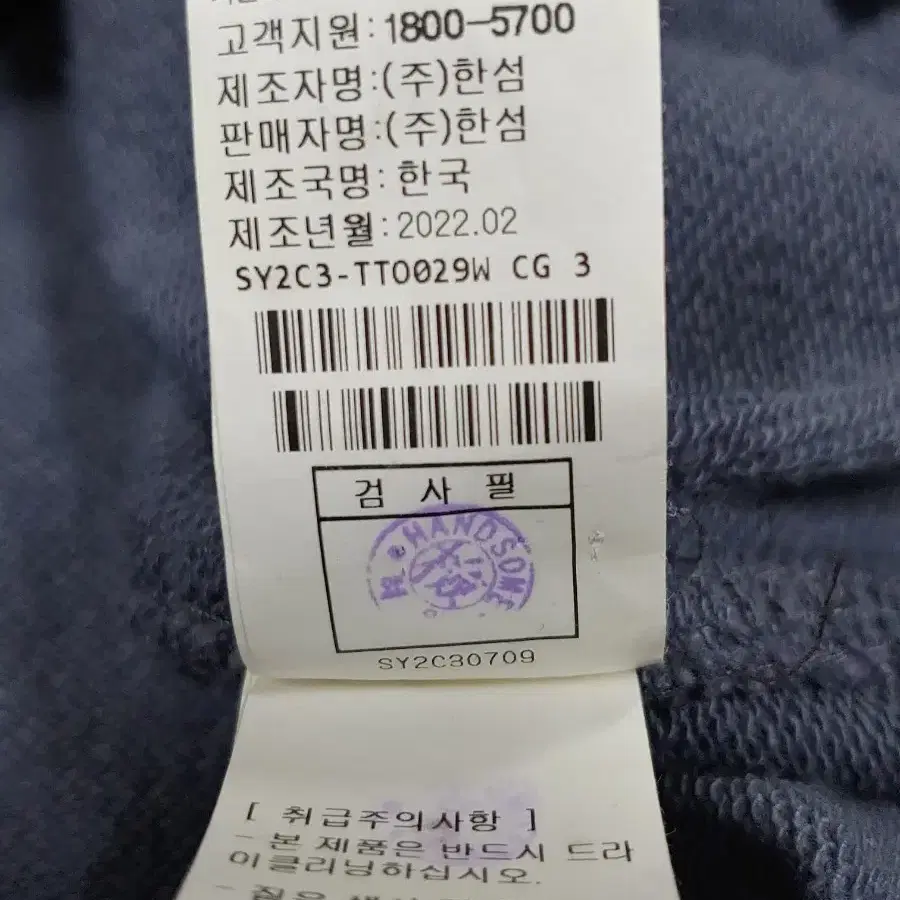 고객지원:1800-5700
제조자명:(주)한섬
판매자명:(주)한섬
제조국명:한국
제조년월:2022.02
SY2C3-TTO029W CG 3
검 사 필
HANDSOME
SY2C30709
[ 취급주의사항 ]
- 본 제품은 반드시 드라
이클리닝하십시오.
- 짙은